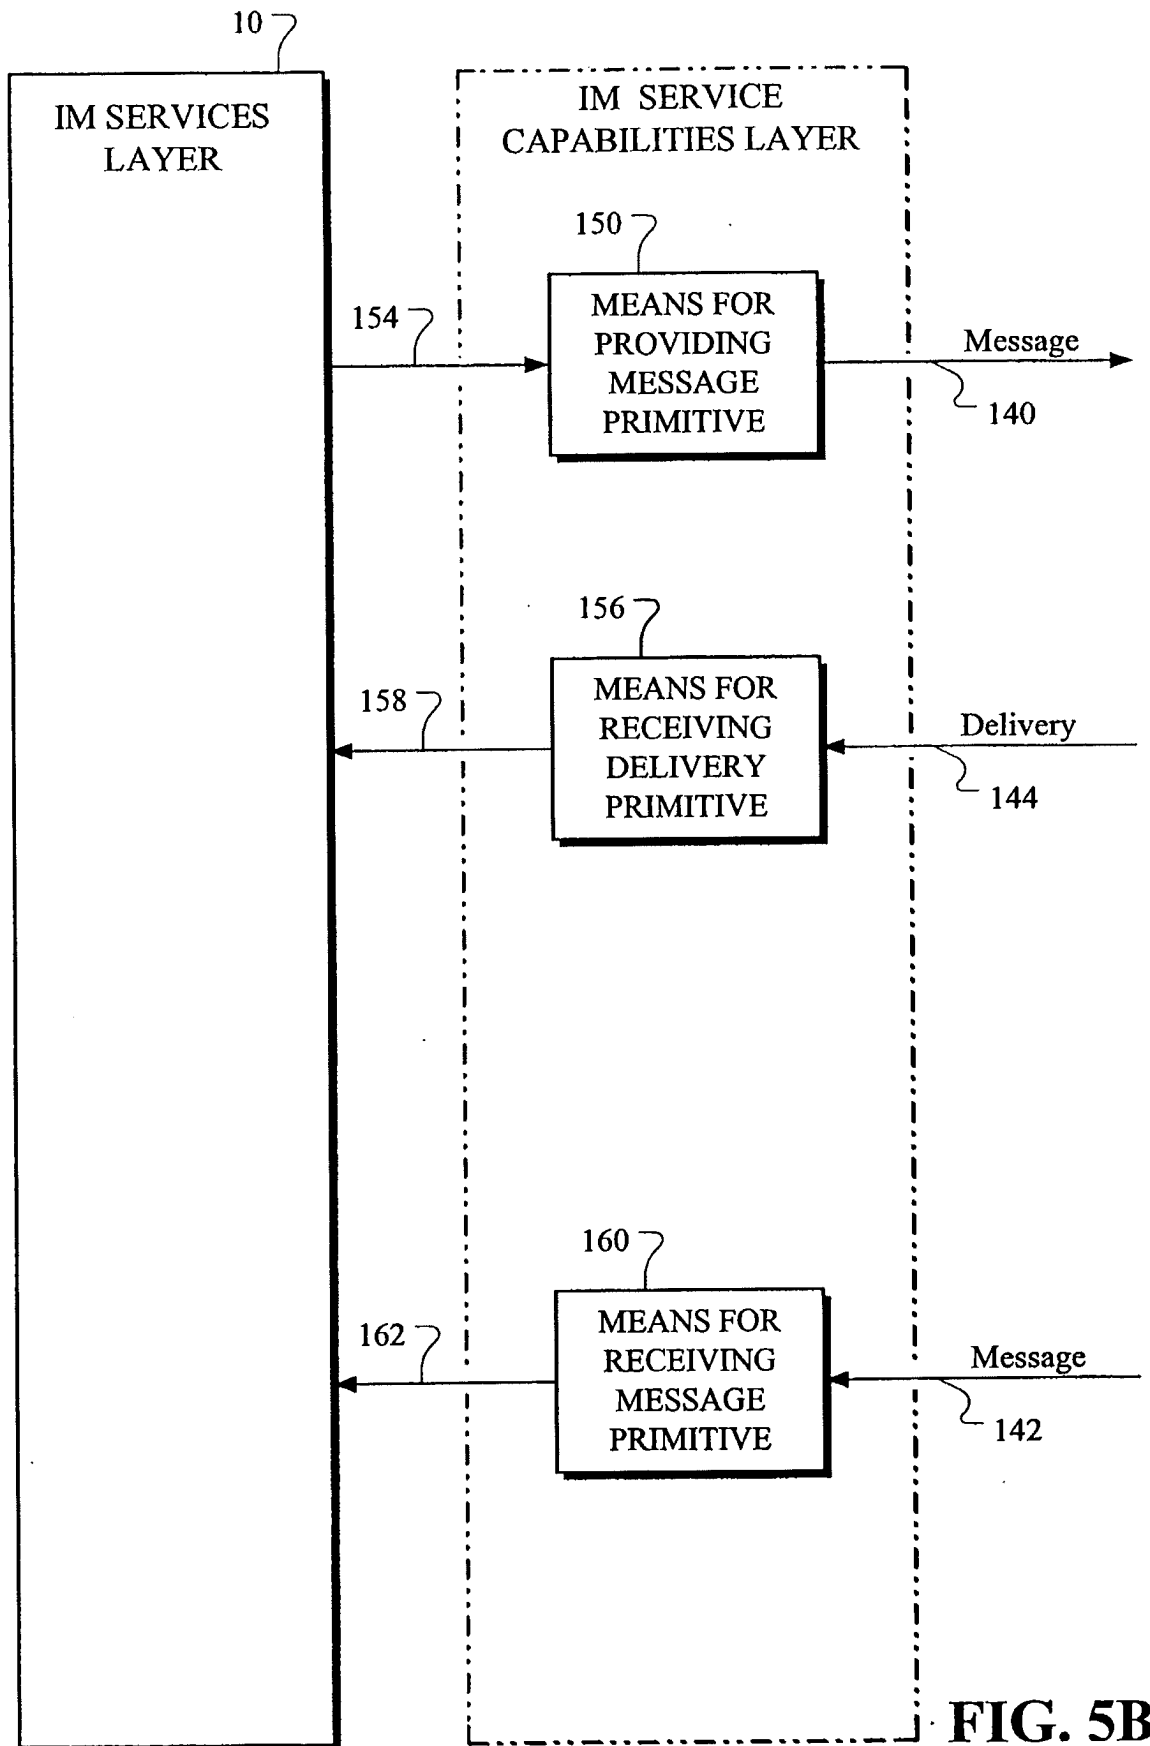 10
IM SERVICES
LAYER
IM SERVICE
CAPABILITIES LAYER
150
MEANS FOR
PROVIDING
MESSAGE
PRIMITIVE
154
Message
140
156
MEANS FOR
RECEIVING
DELIVERY
PRIMITIVE
158
Delivery
144
160
MEANS FOR
RECEIVING
MESSAGE
PRIMITIVE
162
Message
142
FIG. 5B